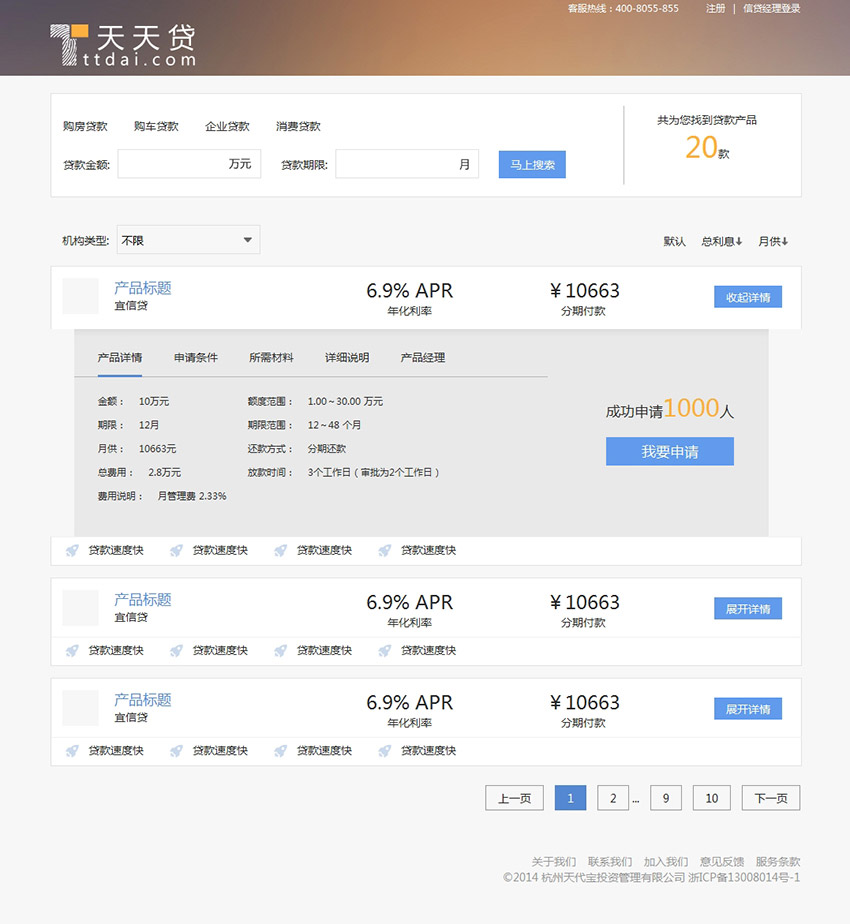 客服热线：400-8055-855 注册 | 信贷经理登录
天天贷
ttdai.com
购房贷款 购车贷款 企业贷款 消费贷款
贷款金额: 万元 贷款期限: 月 马上搜索
共为您找到贷款产品
20款
机构类型: 不限 默认 总利息↓ 月供↓
产品标题 6.9% APR ￥10663 收起详情
宜信贷 年化利率 分期付款
产品详情 申请条件 所需材料 详细说明 产品经理
金额： 10万元 额度范围： 1.00～30.00 万元
期限： 12月 期限范围： 12～48 个月
月供： 10663元 还款方式： 分期还款
总费用： 2.8万元 放款时间： 3个工作日（审批为2个工作日）
费用说明： 月管理费 2.33%
成功申请1000人
我要申请
贷款速度快 贷款速度快 贷款速度快 贷款速度快
产品标题 6.9% APR ￥10663 展开详情
宜信贷 年化利率 分期付款
贷款速度快 贷款速度快 贷款速度快 贷款速度快
产品标题 6.9% APR ￥10663 展开详情
宜信贷 年化利率 分期付款
贷款速度快 贷款速度快 贷款速度快 贷款速度快
上一页 1 2 ... 9 10 下一页
关于我们 联系我们 加入我们 意见反馈 服务条款
©2014 杭州天代宝投资管理有限公司 浙ICP备13008014号-1